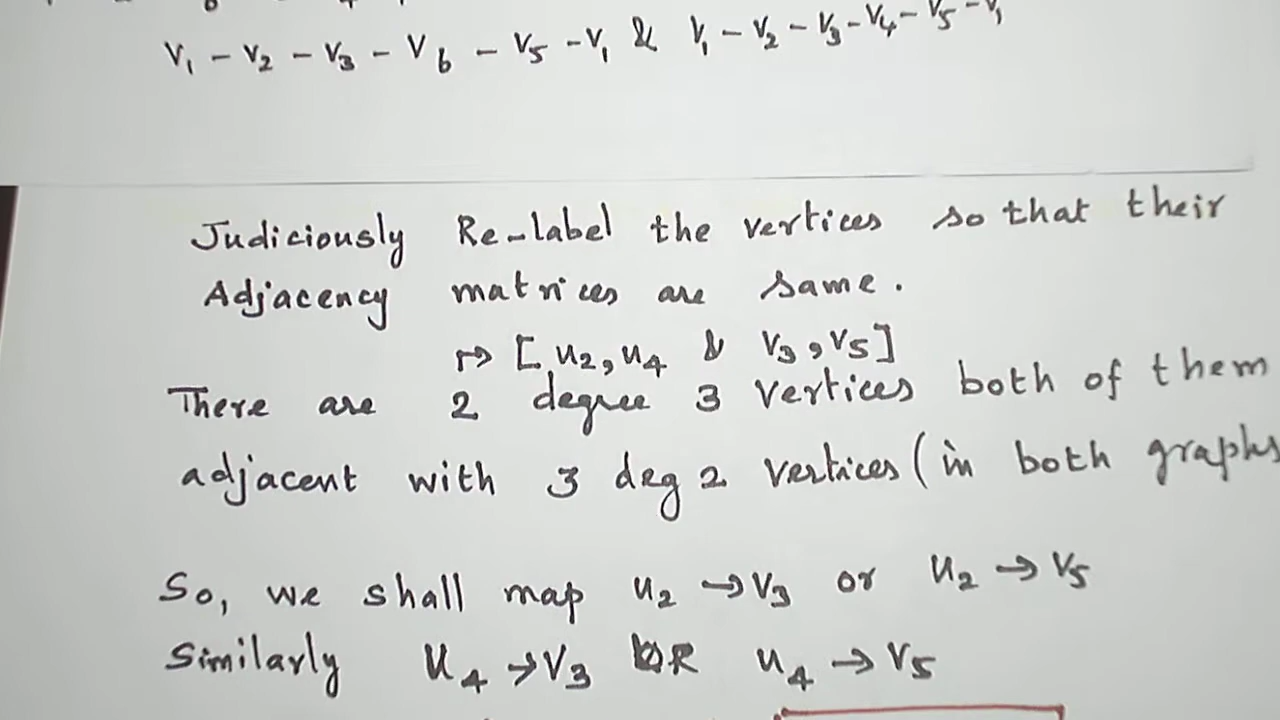 V₁ - V₂ - V₃ - V₆ - V₅ - V₁ & V₁ - V₂ - V₃ - V₄ - V₅ - V₁
Judiciously Re-label the vertices so that their
Adjacency matrices are same.
↦ [u₂, u₄ & V₃, V₅]
There are 2 degree 3 vertices both of them
adjacent with 3 deg 2 vertices (in both graphs
So, we shall map u₂ → V₃ or u₂ → V₅
Similarly u₄ → V₃ OR u₄ → V₅